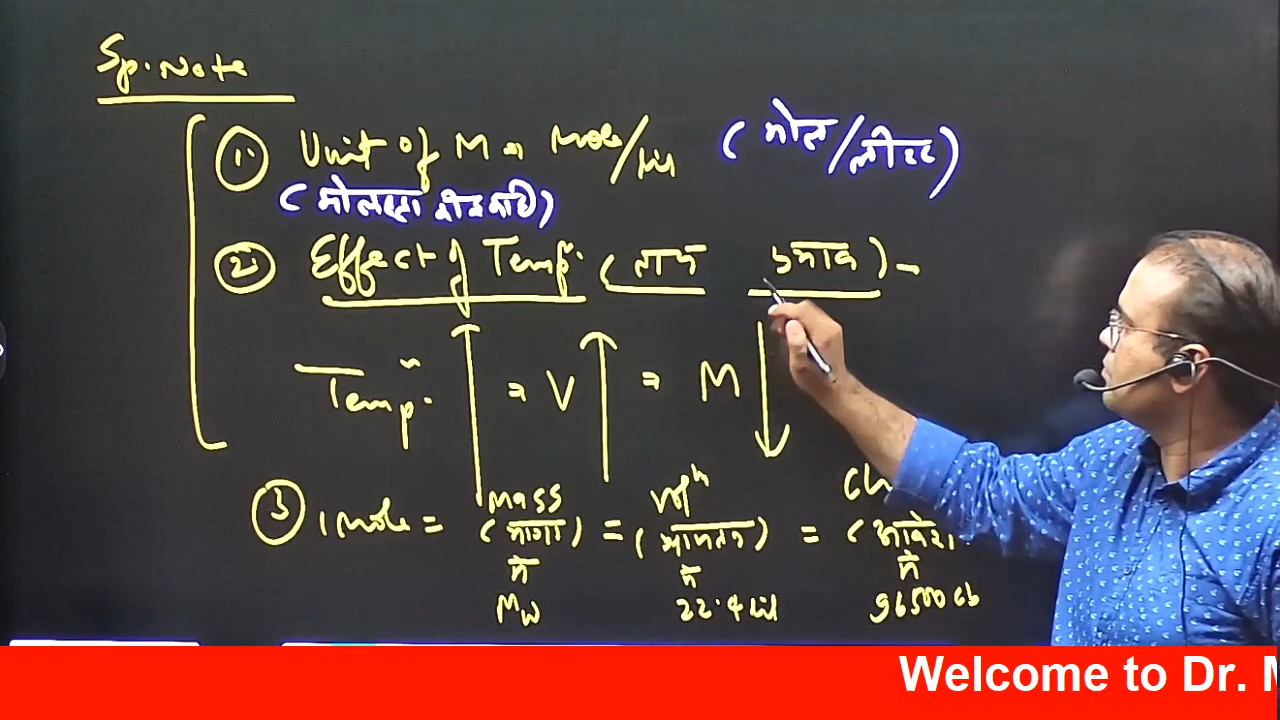 Sp. Note
① Unit of M = Mole/Lit (मोल/लीटर)
(मोलरता की इकाई)
② Effect of Temp. (ताप प्रभाव) -
Temp. ↑ = V ↑ = M ↓
③ 1 Mole = Mass (मात्रा) में Mw = Vol (आयतन) में 22.4 Lit = Ch (आवेश) में 96500 Cb
Welcome to Dr. M